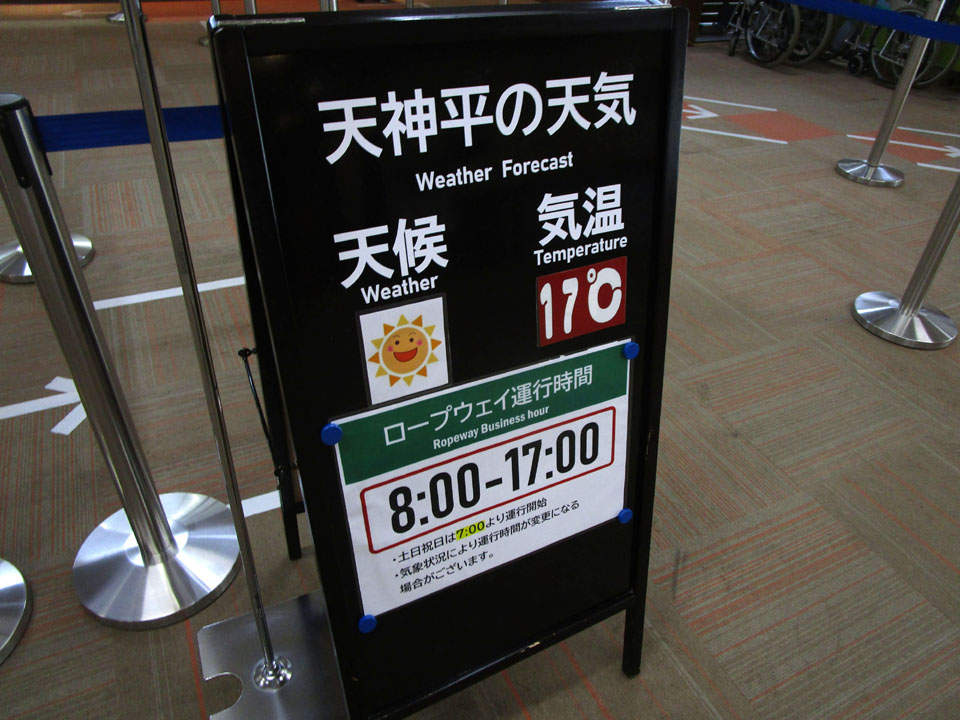 天神平の天気
Weather Forecast
天候
Weather
気温
Temperature
17℃
ロープウェイ運行時間
Ropeway Business hour
8:00-17:00
・土日祝日は7:00より運行開始
・気象状況により運行時間が変更になる
場合がございます。